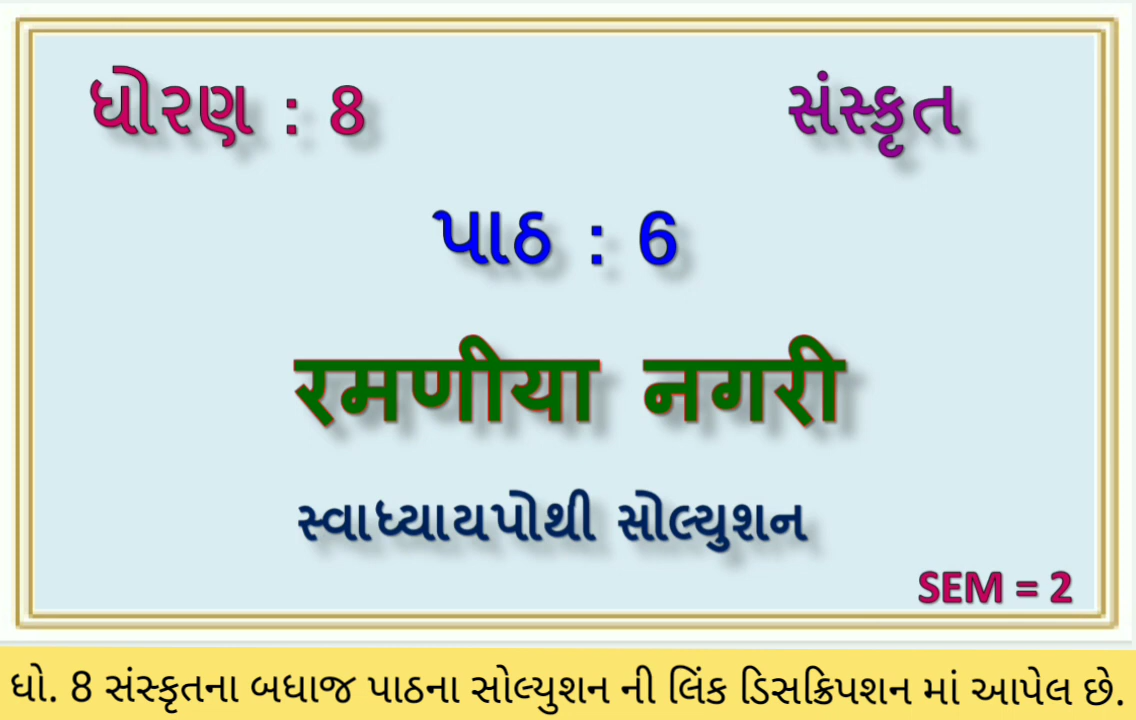 ધોરણ : 8
સંસ્કૃત
પાઠ : 6
रमणीया नगरी
સ્વાધ્યાયપોથી સોલ્યુશન
SEM = 2
ધો. 8 સંસ્કૃતના બધાજ પાઠના સોલ્યુશન ની લિંક ડિસક્રિપશન માં આપેલ છે.